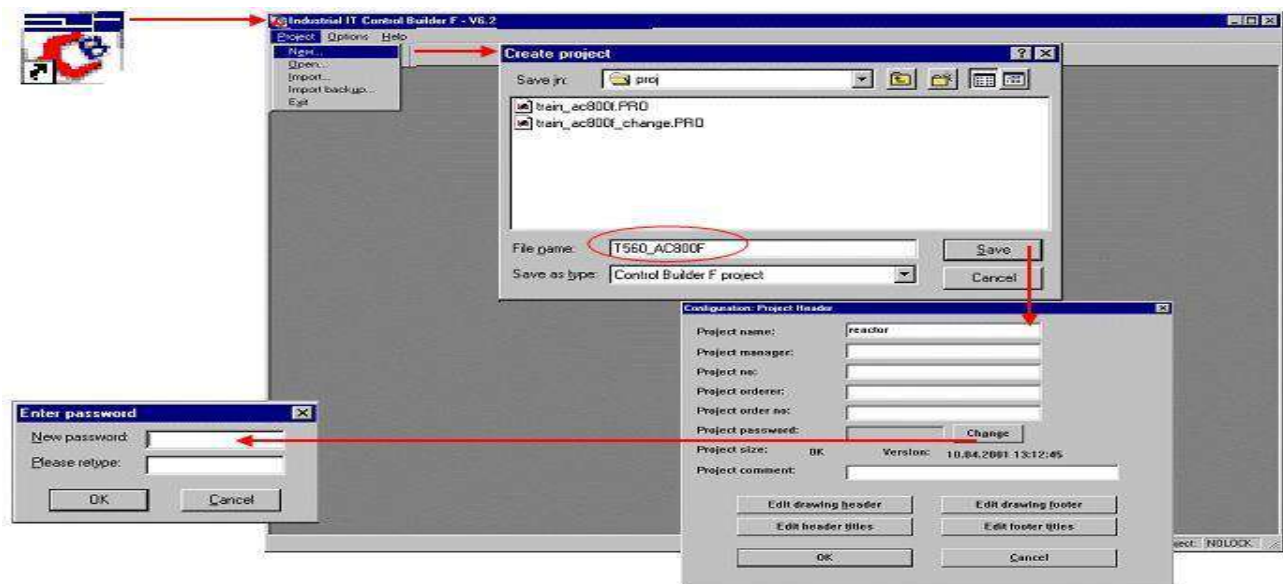 Industrial IT Control Builder F - V6.2
Project Options Help
New...
Open...
Import...
Import backup...
Exit
Create project
Save in: proj
train_ac800f.PRO
train_ac800f_change.PRO
File name: T560_AC800F
Save
Save as type: Control Builder F project
Cancel
Configuration: Project Header
Project name: reactor
Project manager:
Project no:
Project orderer:
Project order no:
Project password: Change
Project size: 0K Version: 10.04.2001 13:12:45
Project comment:
Edit drawing header Edit drawing footer
Edit header titles Edit footer titles
OK Cancel
Enter password
New password:
Please retype:
OK Cancel
ject: NOLOCK